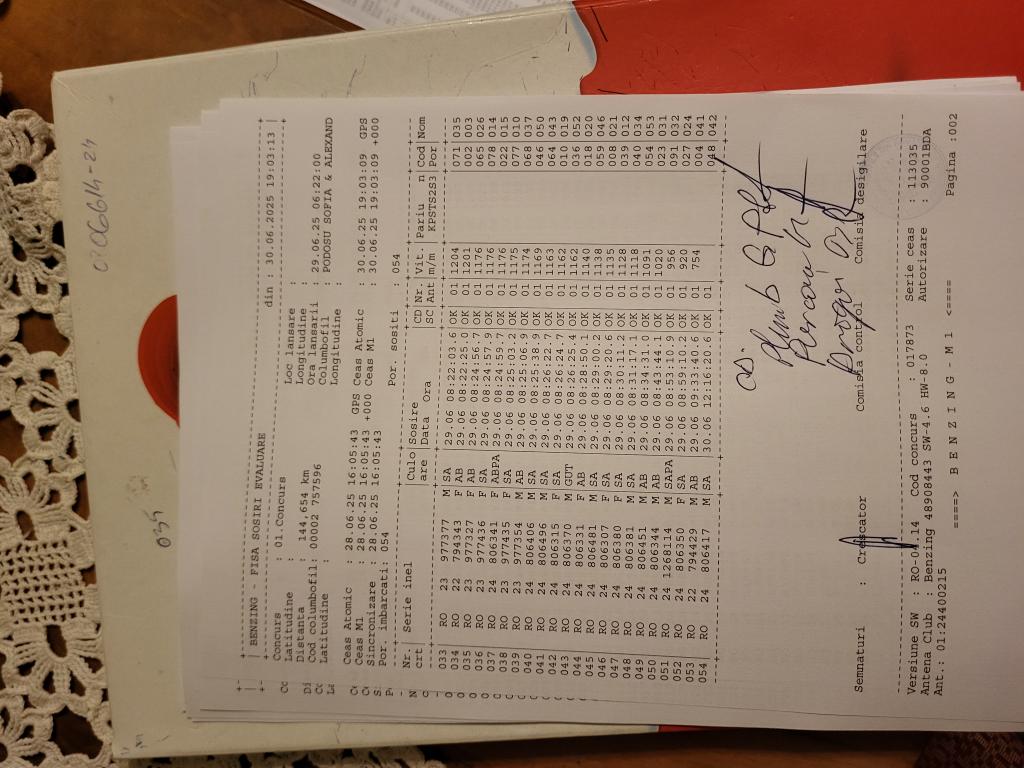 | BENZING - FISA SOSIRI EVALUARE din : 30.06.2025 19:03:13 |
Concurs : 01.Concurs Loc lansare :
Latitudine : Longitudine :
Distanta : 144,654 km Ora lansarii : 29.06.25 06:22:00
Cod columbofil: 00002 757596 Columbofil : PODOSU SOFIA & ALEXAND
Latitudine : Longitudine :
Ceas Atomic : 28.06.25 16:05:43 GPS Ceas Atomic : 30.06.25 19:03:09 GPS
Ceas M1 : 28.06.25 16:05:43 +000 Ceas M1 : 30.06.25 19:03:09 +000
Sincronizare : 28.06.25 16:05:43
Por. imbarcati: 054 Por. sositi : 054
Nr. Serie inel |Culo|Sosire CD|Nr.|Vit. |Pariu n|Cod|Nom
crt |are |Data Ora SC|Ant|m/m |KPSTS2S3|Por|
033| RO 23 977377 M|SA |29.06 08:22:03.6 OK| 01|1204 | |071|035
034| RO 22 794343 F|AB |29.06 08:22:25.0 OK| 01|1201 | |002|003
035| RO 23 977327 F|AB |29.06 08:24:56.7 OK| 01|1176 | |065|026
036| RO 23 977436 F|SA |29.06 08:24:57.9 OK| 01|1176 | |078|014
037| RO 24 806341 F|ABPA|29.06 08:24:59.7 OK| 01|1176 | |022|015
038| RO 23 977435 F|SA |29.06 08:25:03.2 OK| 01|1175 | |077|013
039| RO 23 977354 M|AB |29.06 08:25:06.9 OK| 01|1174 | |068|037
040| RO 24 806406 M|SA |29.06 08:25:38.9 OK| 01|1169 | |046|050
041| RO 24 806496 M|SA |29.06 08:26:22.7 OK| 01|1163 | |064|043
042| RO 24 806315 F|SA |29.06 08:26:24.7 OK| 01|1162 | |010|019
043| RO 24 806370 M|GUT |29.06 08:26:25.4 OK| 01|1162 | |036|052
044| RO 24 806331 F|AB |29.06 08:28:50.1 OK| 01|1140 | |018|020
045| RO 24 806481 M|SA |29.06 08:29:00.2 OK| 01|1138 | |059|046
046| RO 24 806307 M|SA |29.06 08:29:20.6 OK| 01|1135 | |008|021
047| RO 24 806380 F|SA |29.06 08:30:11.2 OK| 01|1128 | |039|012
048| RO 24 806381 M|SA |29.06 08:31:17.1 OK| 01|1118 | |040|034
049| RO 24 806451 M|AB |29.06 08:34:31.0 OK| 01|1091 | |054|053
050| RO 24 806344 M|AB |29.06 08:43:44.1 OK| 01|1020 | |023|031
051| RO 24 1268114 M|SAPA|29.06 08:53:10.9 OK| 01| 956 | |091|032
052| RO 24 806350 F|SA |29.06 08:59:10.2 OK| 01| 920 | |027|024
053| RO 22 794429 M|AB |29.06 09:33:40.6 OK| 01| 754 | |004|041
054| RO 24 806417 M|SA |30.06 12:16:20.6 OK| 01| | |048|042
Semnaturi : Crescator Comisia control Comisia desigilare
Versiune SW : RO-04.14 Cod concurs : 017873 Serie ceas : 113035
Antena Club : Benzing 48908443 SW-4.6 HW:8.0 Autorizare : 90001BDA
Ant.: 01:24400215
====> B E N Z I N G - M 1 <==== Pagina :002
035